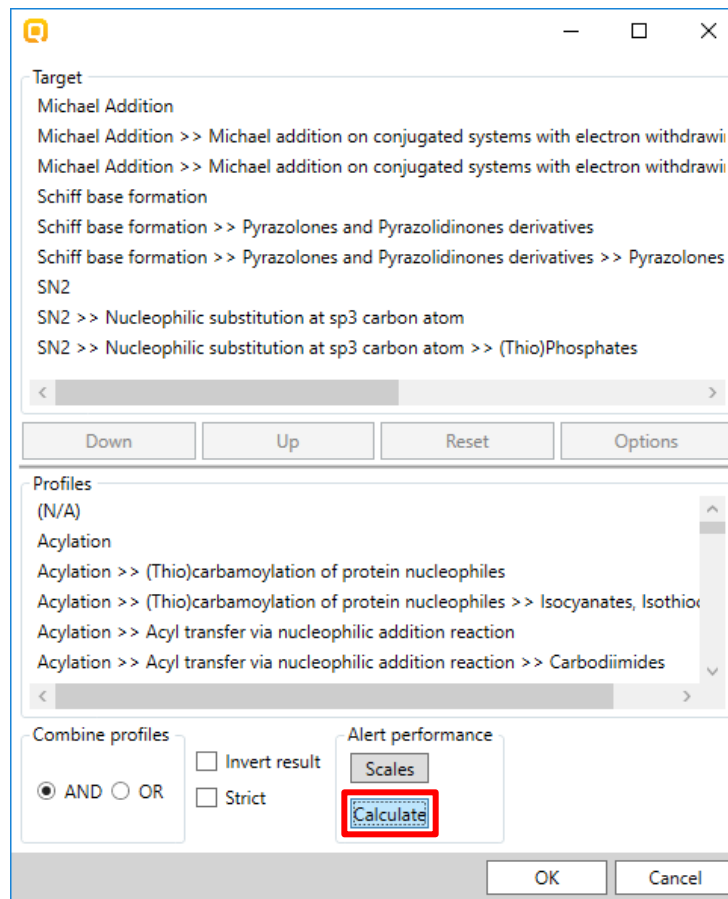 Target
Michael Addition
Michael Addition >> Michael addition on conjugated systems with electron withdrawi
Michael Addition >> Michael addition on conjugated systems with electron withdrawi
Schiff base formation
Schiff base formation >> Pyrazolones and Pyrazolidinones derivatives
Schiff base formation >> Pyrazolones and Pyrazolidinones derivatives >> Pyrazolones
SN2
SN2 >> Nucleophilic substitution at sp3 carbon atom
SN2 >> Nucleophilic substitution at sp3 carbon atom >> (Thio)Phosphates
Down Up Reset Options
Profiles
(N/A)
Acylation
Acylation >> (Thio)carbamoylation of protein nucleophiles
Acylation >> (Thio)carbamoylation of protein nucleophiles >> Isocyanates, Isothioc
Acylation >> Acyl transfer via nucleophilic addition reaction
Acylation >> Acyl transfer via nucleophilic addition reaction >> Carbodiimides
Combine profiles
AND OR
Invert result
Strict
Alert performance
Scales
Calculate
OK Cancel